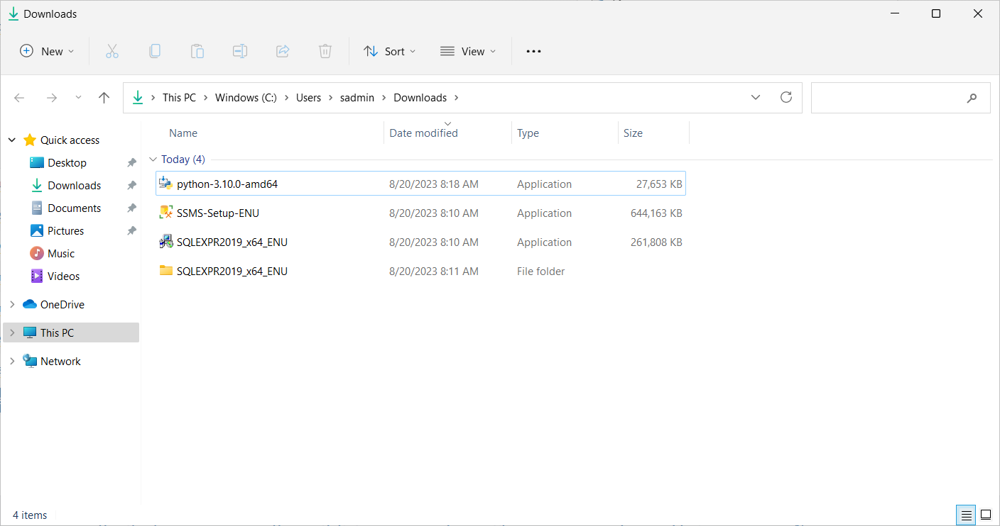 Downloads
New Sort View
This PC Windows (C:) Users sadmin Downloads
Name Date modified Type Size
Quick access
Desktop
Downloads
Documents
Pictures
Music
Videos
OneDrive
This PC
Network
Today (4)
python-3.10.0-amd64 8/20/2023 8:18 AM Application 27,653 KB
SSMS-Setup-ENU 8/20/2023 8:10 AM Application 644,163 KB
SQLEXPR2019_x64_ENU 8/20/2023 8:10 AM Application 261,808 KB
SQLEXPR2019_x64_ENU 8/20/2023 8:11 AM File folder
4 items